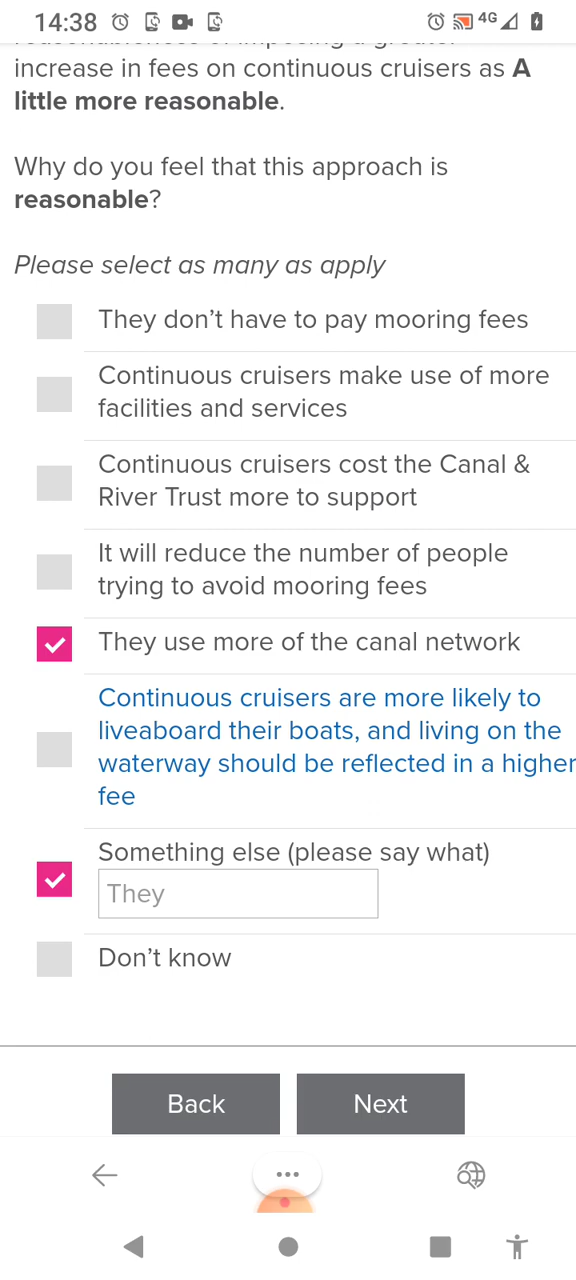 14:38
4G
increase in fees on continuous cruisers as A
little more reasonable.
Why do you feel that this approach is
reasonable?
Please select as many as apply
They don't have to pay mooring fees
Continuous cruisers make use of more
facilities and services
Continuous cruisers cost the Canal &
River Trust more to support
It will reduce the number of people
trying to avoid mooring fees
They use more of the canal network
Continuous cruisers are more likely to
liveaboard their boats, and living on the
waterway should be reflected in a higher
fee
Something else (please say what)
They
Don't know
Back
Next